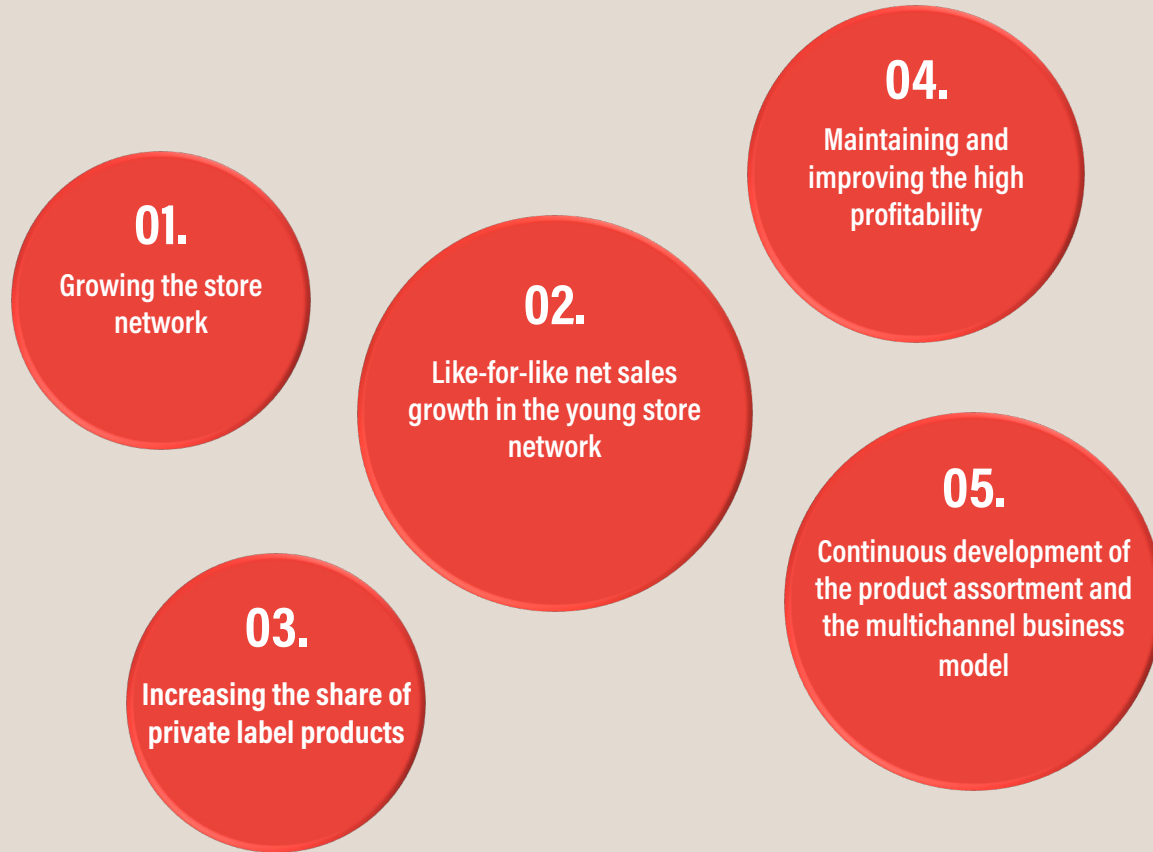 01.
Growing the store
network
02.
Like-for-like net sales
growth in the young store
network
03.
Increasing the share of
private label products
04.
Maintaining and
improving the high
profitability
05.
Continuous development of
the product assortment and
the multichannel business
model